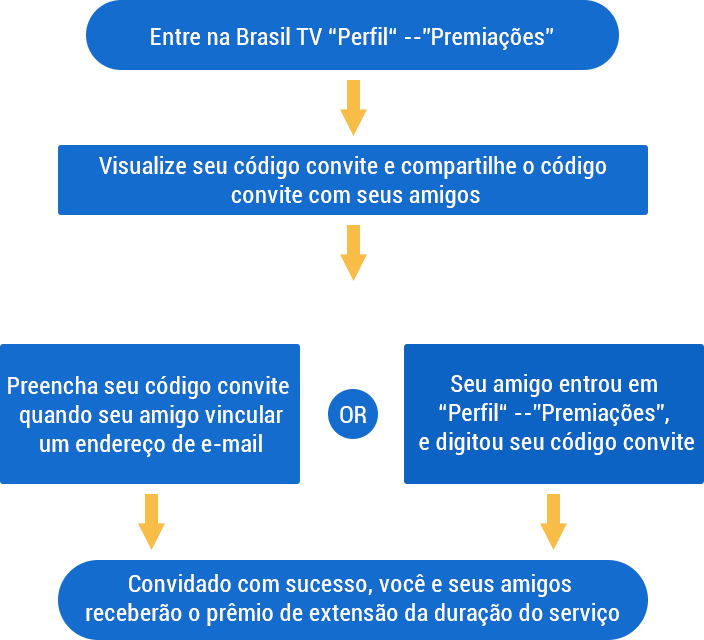 Entre na Brasil TV “Perfil“ --”Premiações”
Visualize seu código convite e compartilhe o código
convite com seus amigos
Preencha seu código convite
quando seu amigo vincular
um endereço de e-mail
OR
Seu amigo entrou em
“Perfil“ --”Premiações”,
e digitou seu código convite
Convidado com sucesso, você e seus amigos
receberão o prêmio de extensão da duração do serviço